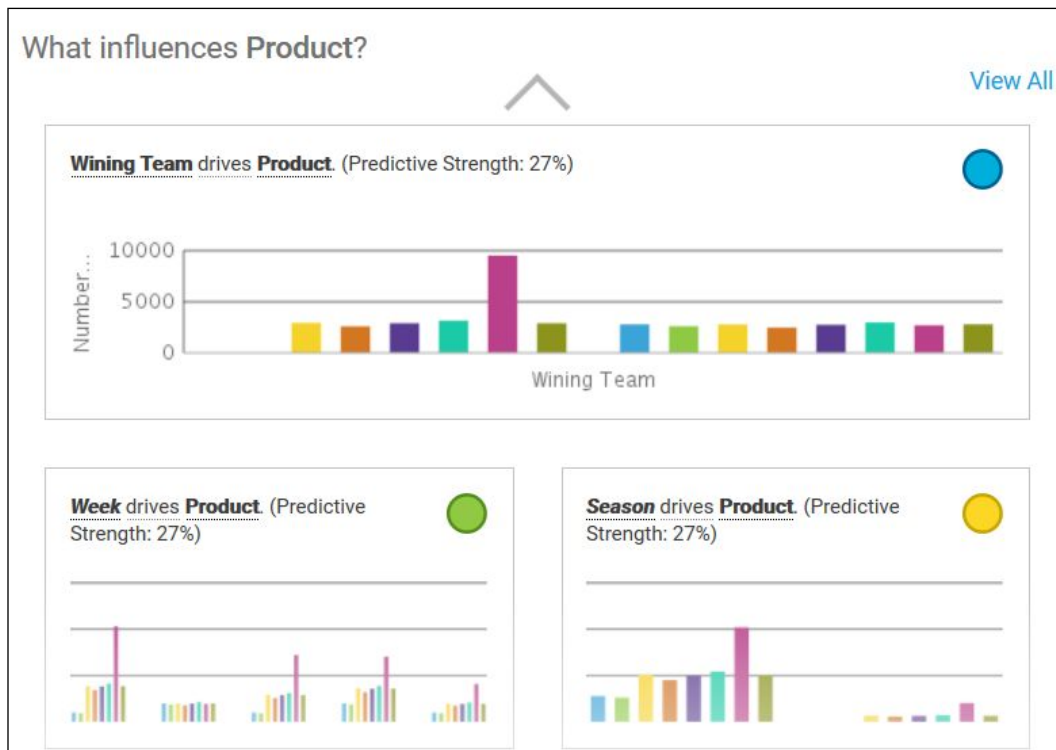 What influences Product?
View All
Wining Team drives Product. (Predictive Strength: 27%)
10000
5000
0
Number...
Wining Team
Week drives Product. (Predictive
Strength: 27%)
Season drives Product. (Predictive
Strength: 27%)